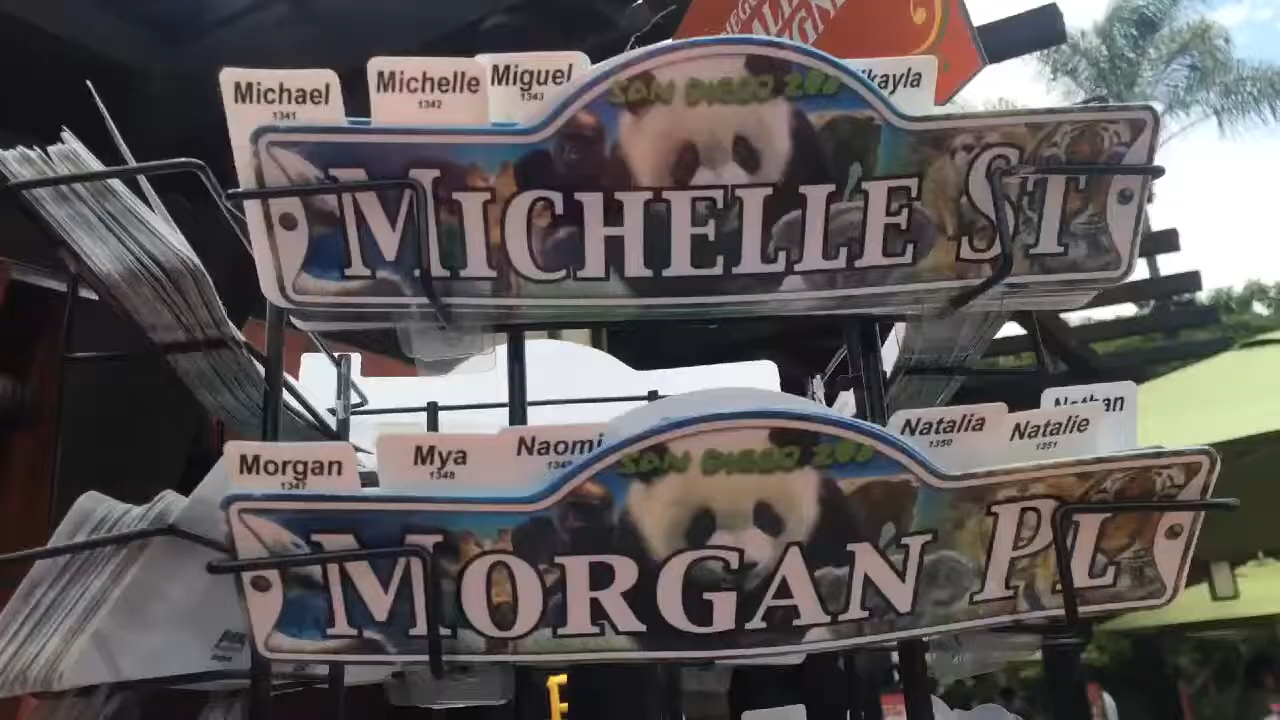 Michael
1341
Michelle
1342
Miguel
1343
kayla
SAN DIEGO ZOO
MICHELLE ST
Morgan
1347
Mya
1348
Naomi
Natalia
1350
Natalie
1351
Nathan
SAN DIEGO ZOO
MORGAN PL